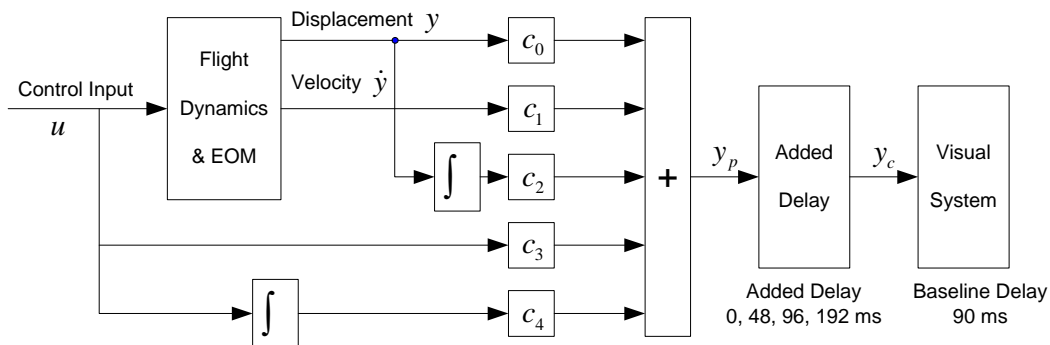 Displacement y
Flight
Dynamics
& EOM
Control Input
u
Velocity ẏ
∫
∫
c₀
c₁
c₂
c₃
c₄
+
yₚ
Added
Delay
y_c
Visual
System
Added Delay
0, 48, 96, 192 ms
Baseline Delay
90 ms